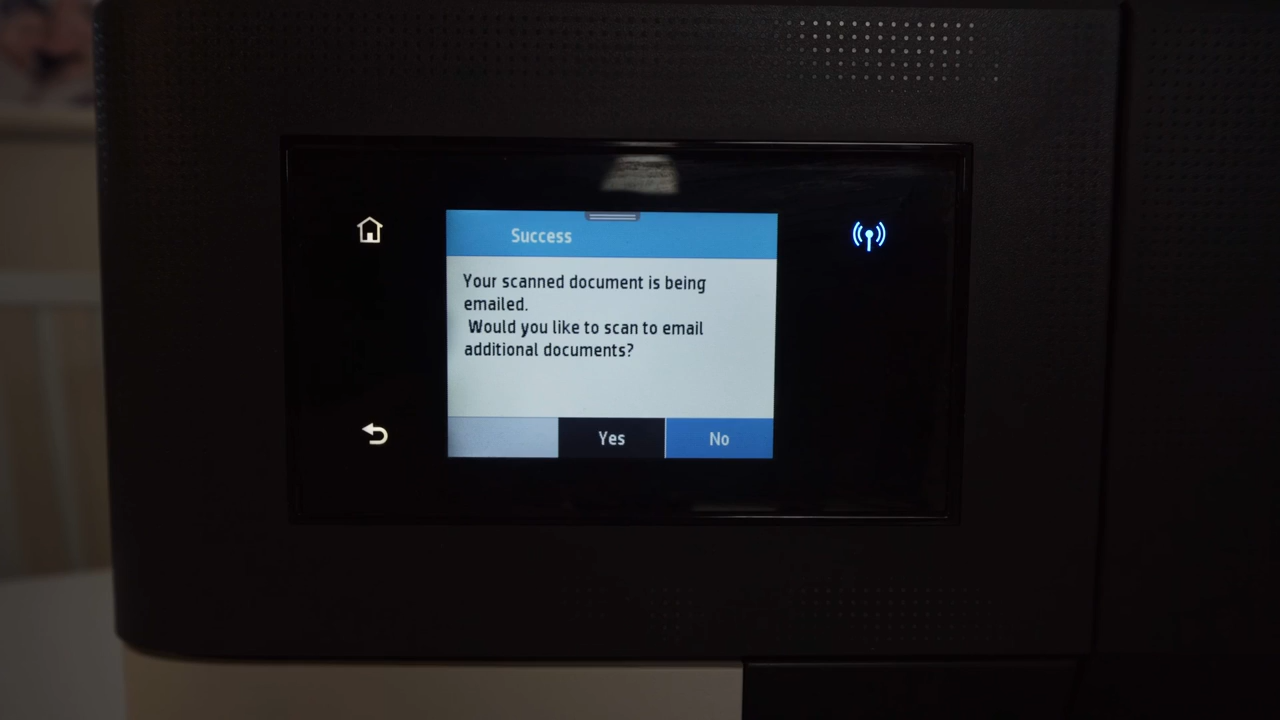 Success
Your scanned document is being
emailed.
Would you like to scan to email
additional documents?
Yes
No